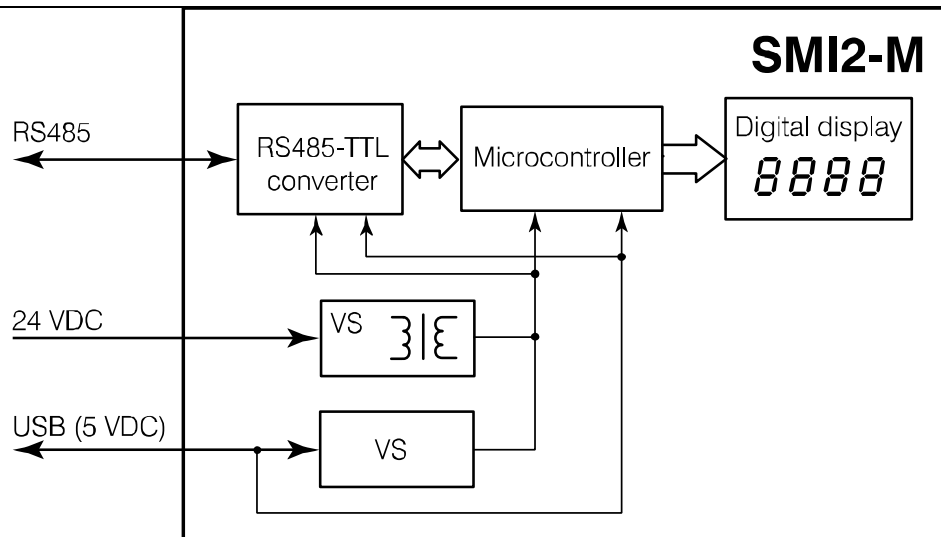 SMI2-M
RS485
RS485-TTL
converter
Microcontroller
Digital display
8888
24 VDC
VS
USB (5 VDC)
VS